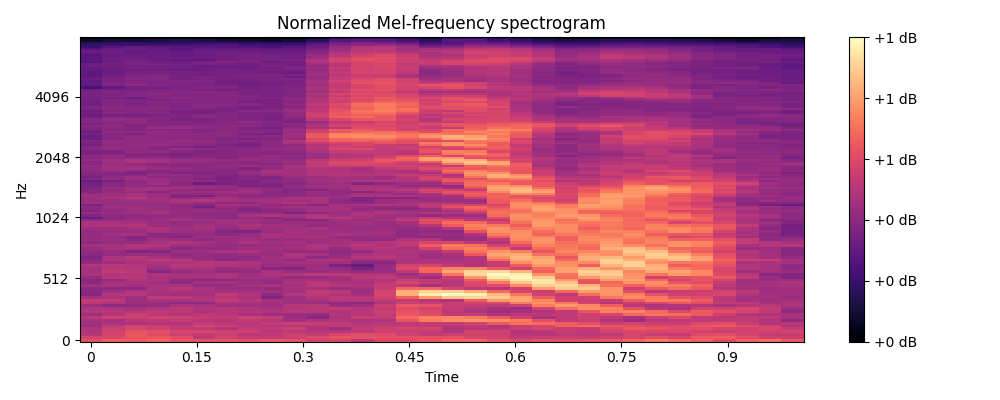 Normalized Mel-frequency spectrogram
Hz
4096
2048
1024
512
0
0 0.15 0.3 0.45 0.6 0.75 0.9
Time
+1 dB
+1 dB
+1 dB
+0 dB
+0 dB
+0 dB